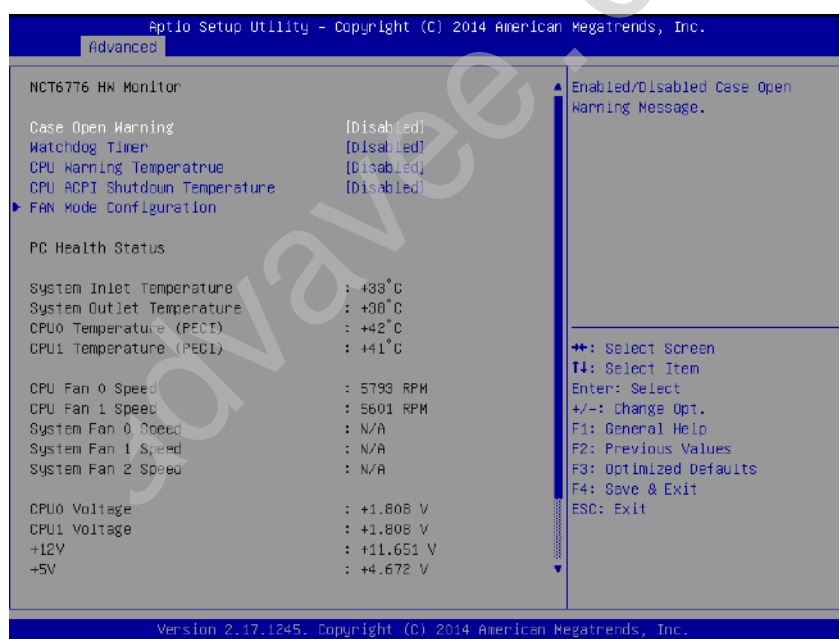 Aptio Setup Utility - Copyright (C) 2014 American Megatrends, Inc.
Advanced
NCT6776 HW Monitor
Case Open Warning [Disabled]
Watchdog Timer [Disabled]
CPU Warning Temperatrue [Disabled]
CPU ACPI Shutdown Temperature [Disabled]
FAN Mode Configuration
PC Health Status
System Inlet Temperature : +33°C
System Outlet Temperature : +38°C
CPU0 Temperature (PECI) : +42°C
CPU1 Temperature (PECI) : +41°C
CPU Fan 0 Speed : 5793 RPM
CPU Fan 1 Speed : 5601 RPM
System Fan 0 Speed : N/A
System Fan 1 Speed : N/A
System Fan 2 Speed : N/A
CPU0 Voltage : +1.808 V
CPU1 Voltage : +1.808 V
+12V : +11.651 V
+5V : +4.672 V
Enabled/Disabled Case Open
Warning Message.
→←: Select Screen
↑↓: Select Item
Enter: Select
+/-: Change Opt.
F1: General Help
F2: Previous Values
F3: Optimized Defaults
F4: Save & Exit
ESC: Exit
Version 2.17.1245. Copyright (C) 2014 American Megatrends, Inc.